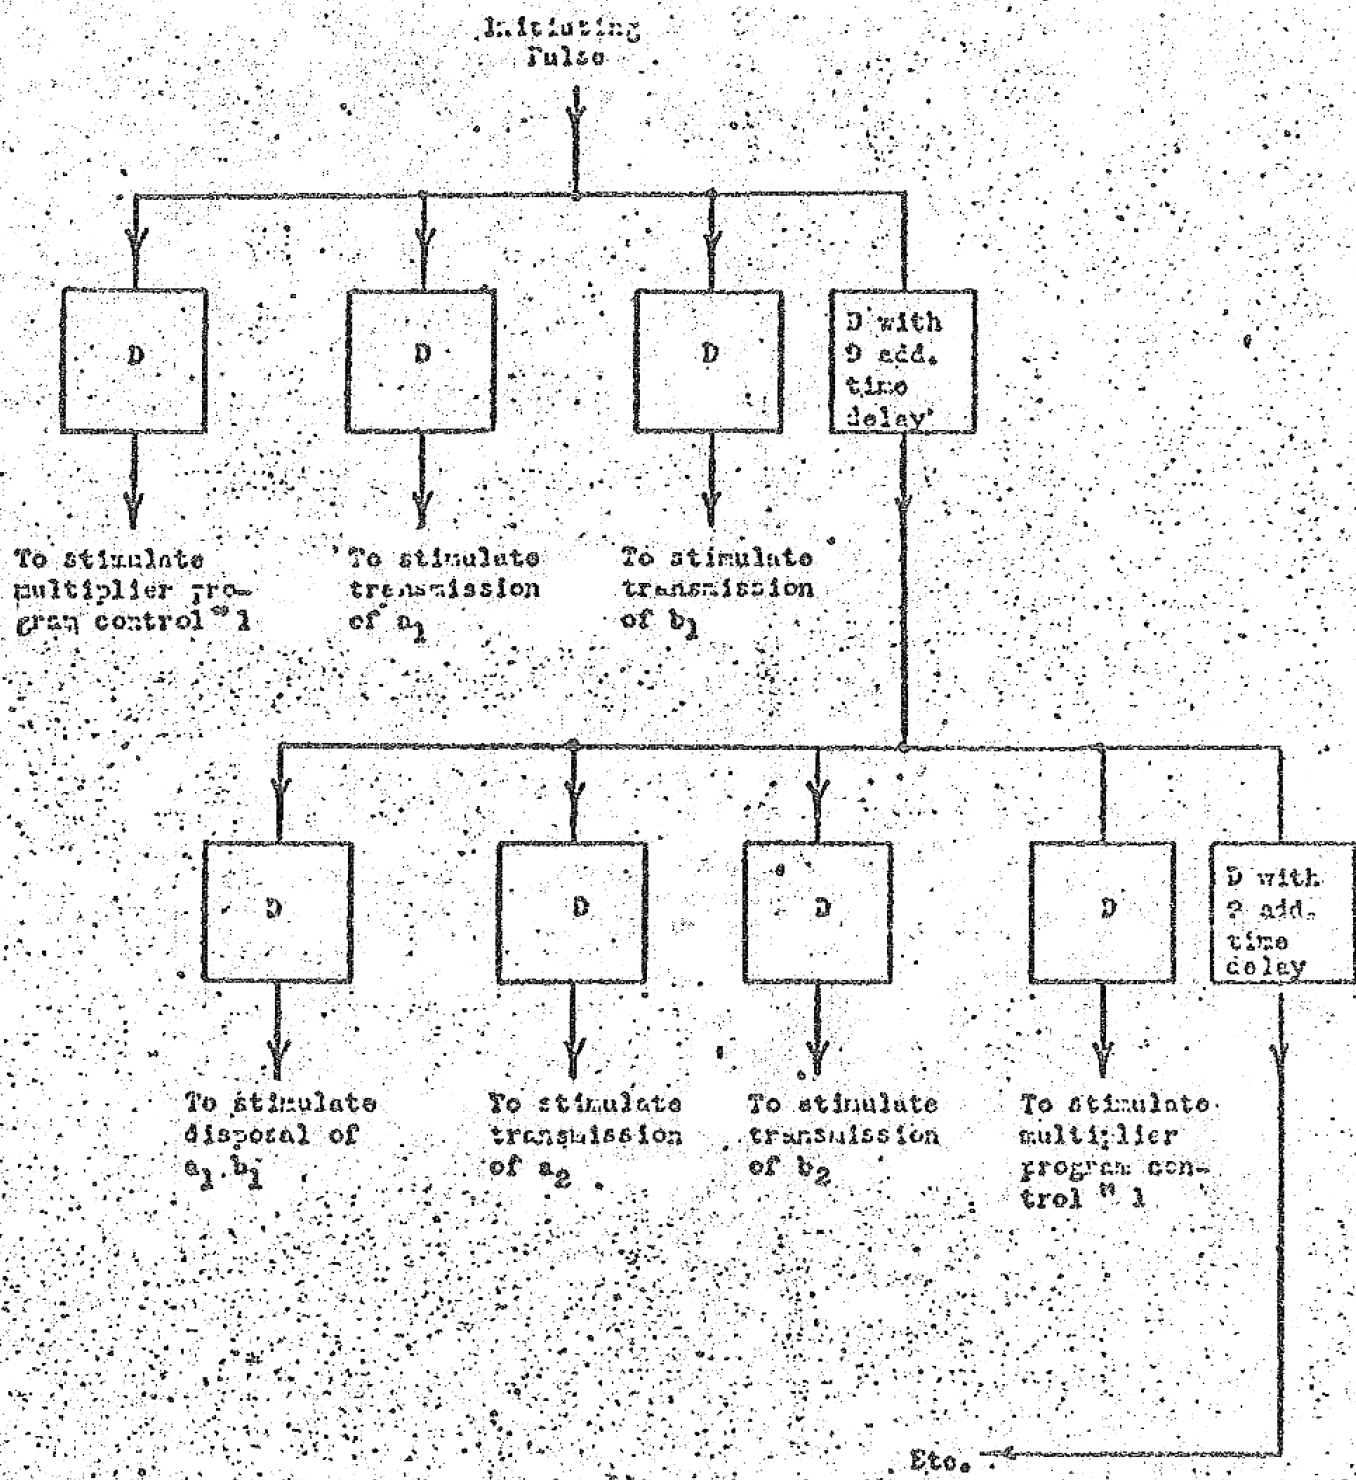 Initiating
Pulse
D
D
D
D with
9 add.
time
delay
To stimulate
multiplier pro-
gram control # 1
To stimulate
transmission
of a1
To stimulate
transmission
of b1
D
D
D
D
D with
add.
time
delay
To stimulate
disposal of
a1 b1
To stimulate
transmission
of a2
To stimulate
transmission
of b2
To stimulate
multiplier
program con-
trol 1
Etc.